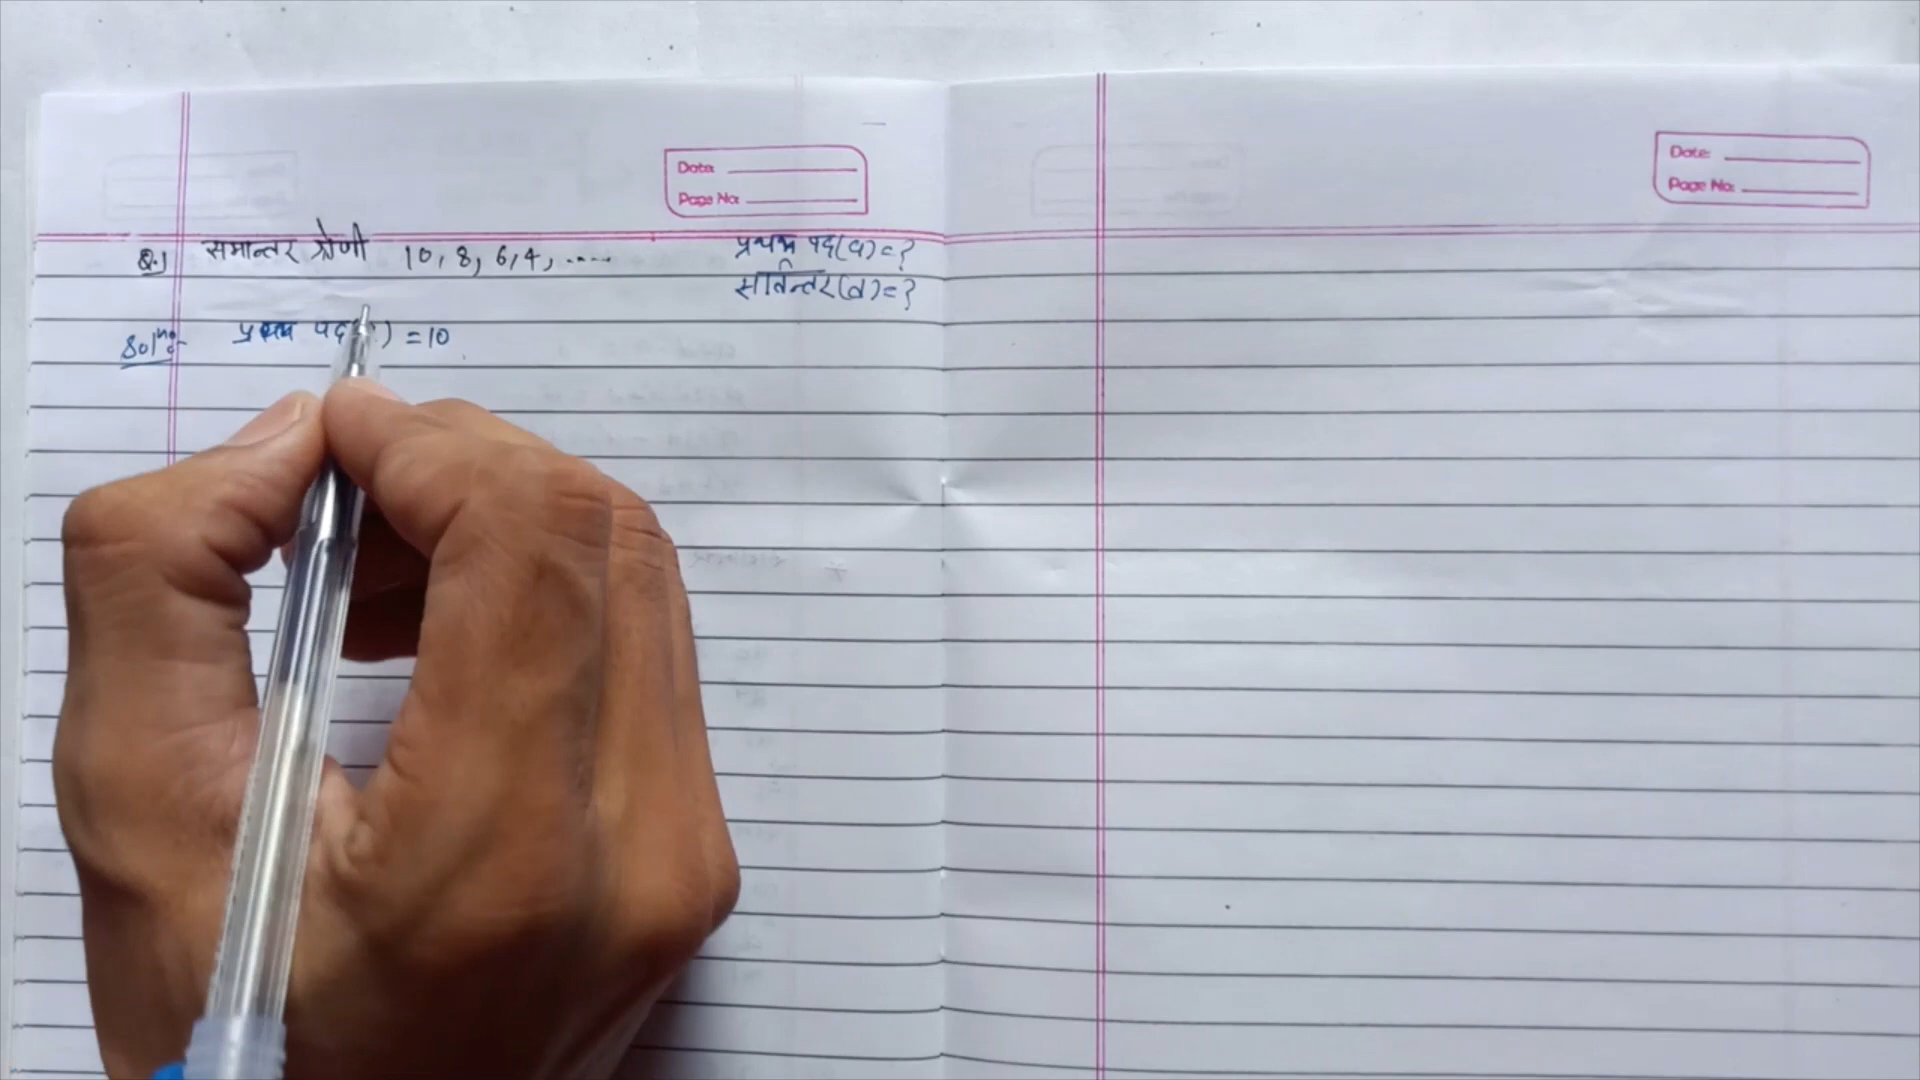 Date:
Page No:
Date:
Page No:
Q.1 समान्तर श्रेणी 10, 8, 6, 4, ..... प्रथम पद(a)=?
सार्वान्तर(d)=?
Solⁿ:- प्रथम पद( ) = 10